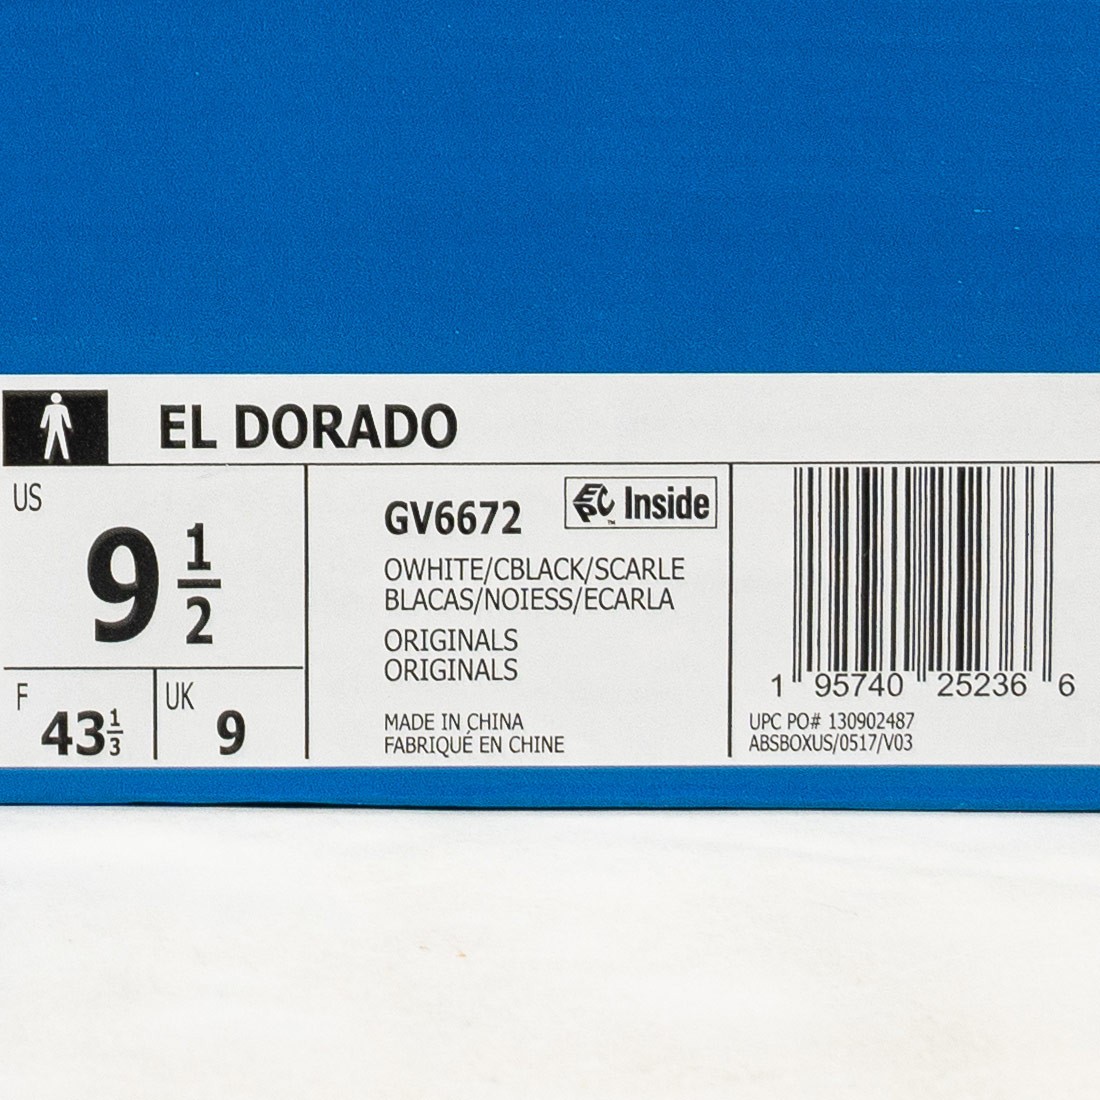 EL DORADO
US
9 1/2
F
43 1/3
UK
9
GV6672
EPC™ Inside
OWHITE/CBLACK/SCARLE
BLACAS/NOIESS/ECARLA
ORIGINALS
ORIGINALS
MADE IN CHINA
FABRIQUÉ EN CHINE
1 95740 25236 6
UPC PO# 130902487
ABSBOXUS/0517/V03